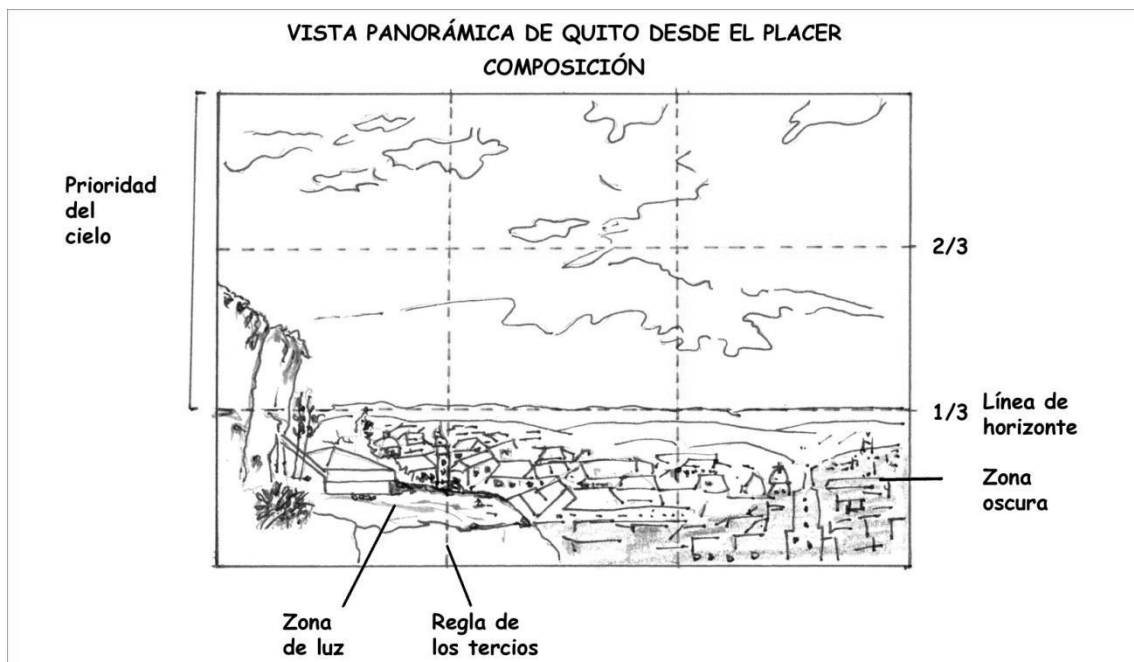 VISTA PANORÁMICA DE QUITO DESDE EL PLACER
COMPOSICIÓN
Prioridad
del
cielo
2/3
1/3
Línea de
horizonte
Zona
oscura
Zona
de luz
Regla de
los tercios